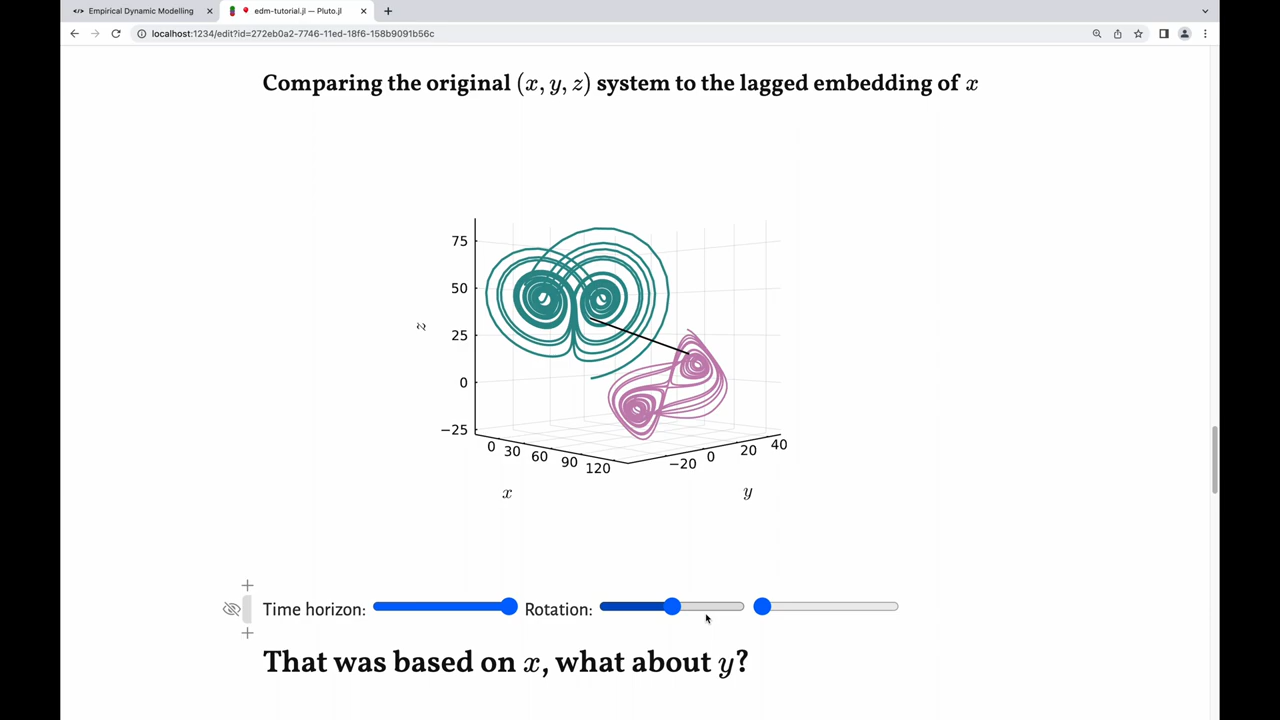 Empirical Dynamic Modelling
edm-tutorial.jl — Pluto.jl
localhost:1234/edit?id=272eb0a2-7746-11ed-18f6-158b9091b56c
Comparing the original (x, y, z) system to the lagged embedding of x
75
50
25
0
−25
z
0 30 60 90 120
−20 0 20 40
x
y
Time horizon: Rotation:
That was based on x, what about y?